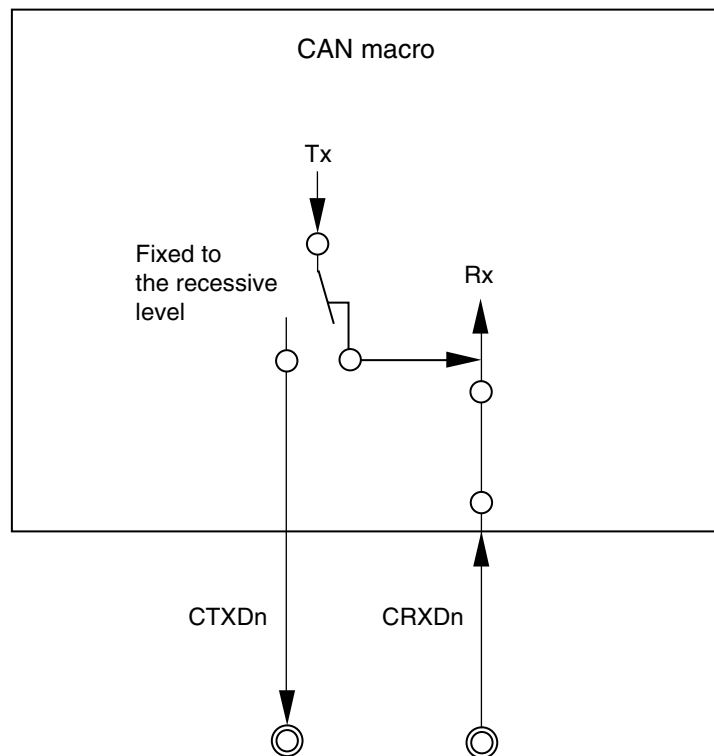 CAN macro
Tx
Fixed to
the recessive
level
Rx
CTXDn
CRXDn